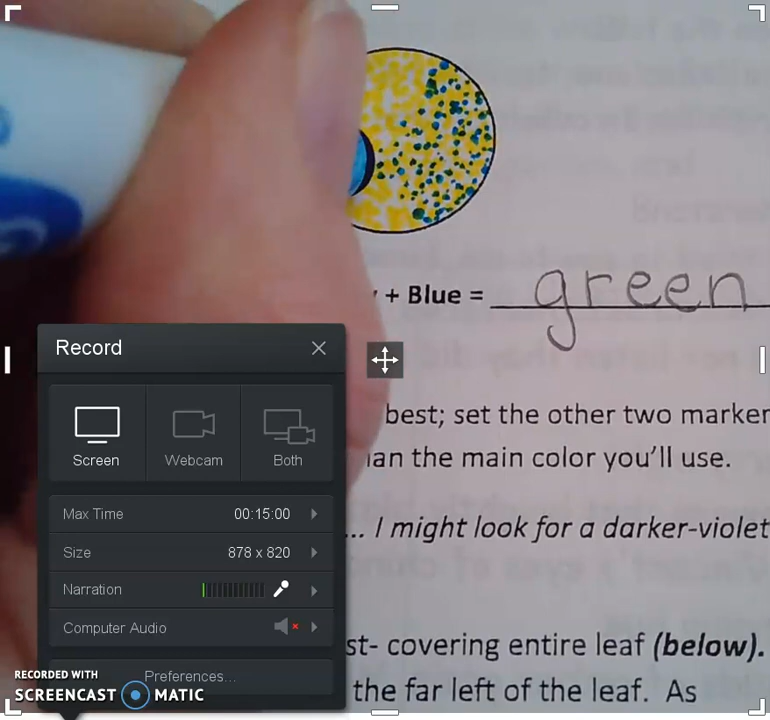 + Blue = green
Record
Screen Webcam Both
best; set the other two marker
than the main color you'll use.
Max Time 00:15:00
... I might look for a darker-violet
Size 878 x 820
Narration
Computer Audio
st- covering entire leaf (below).
Preferences...
RECORDED WITH
SCREENCAST MATIC
the far left of the leaf. As